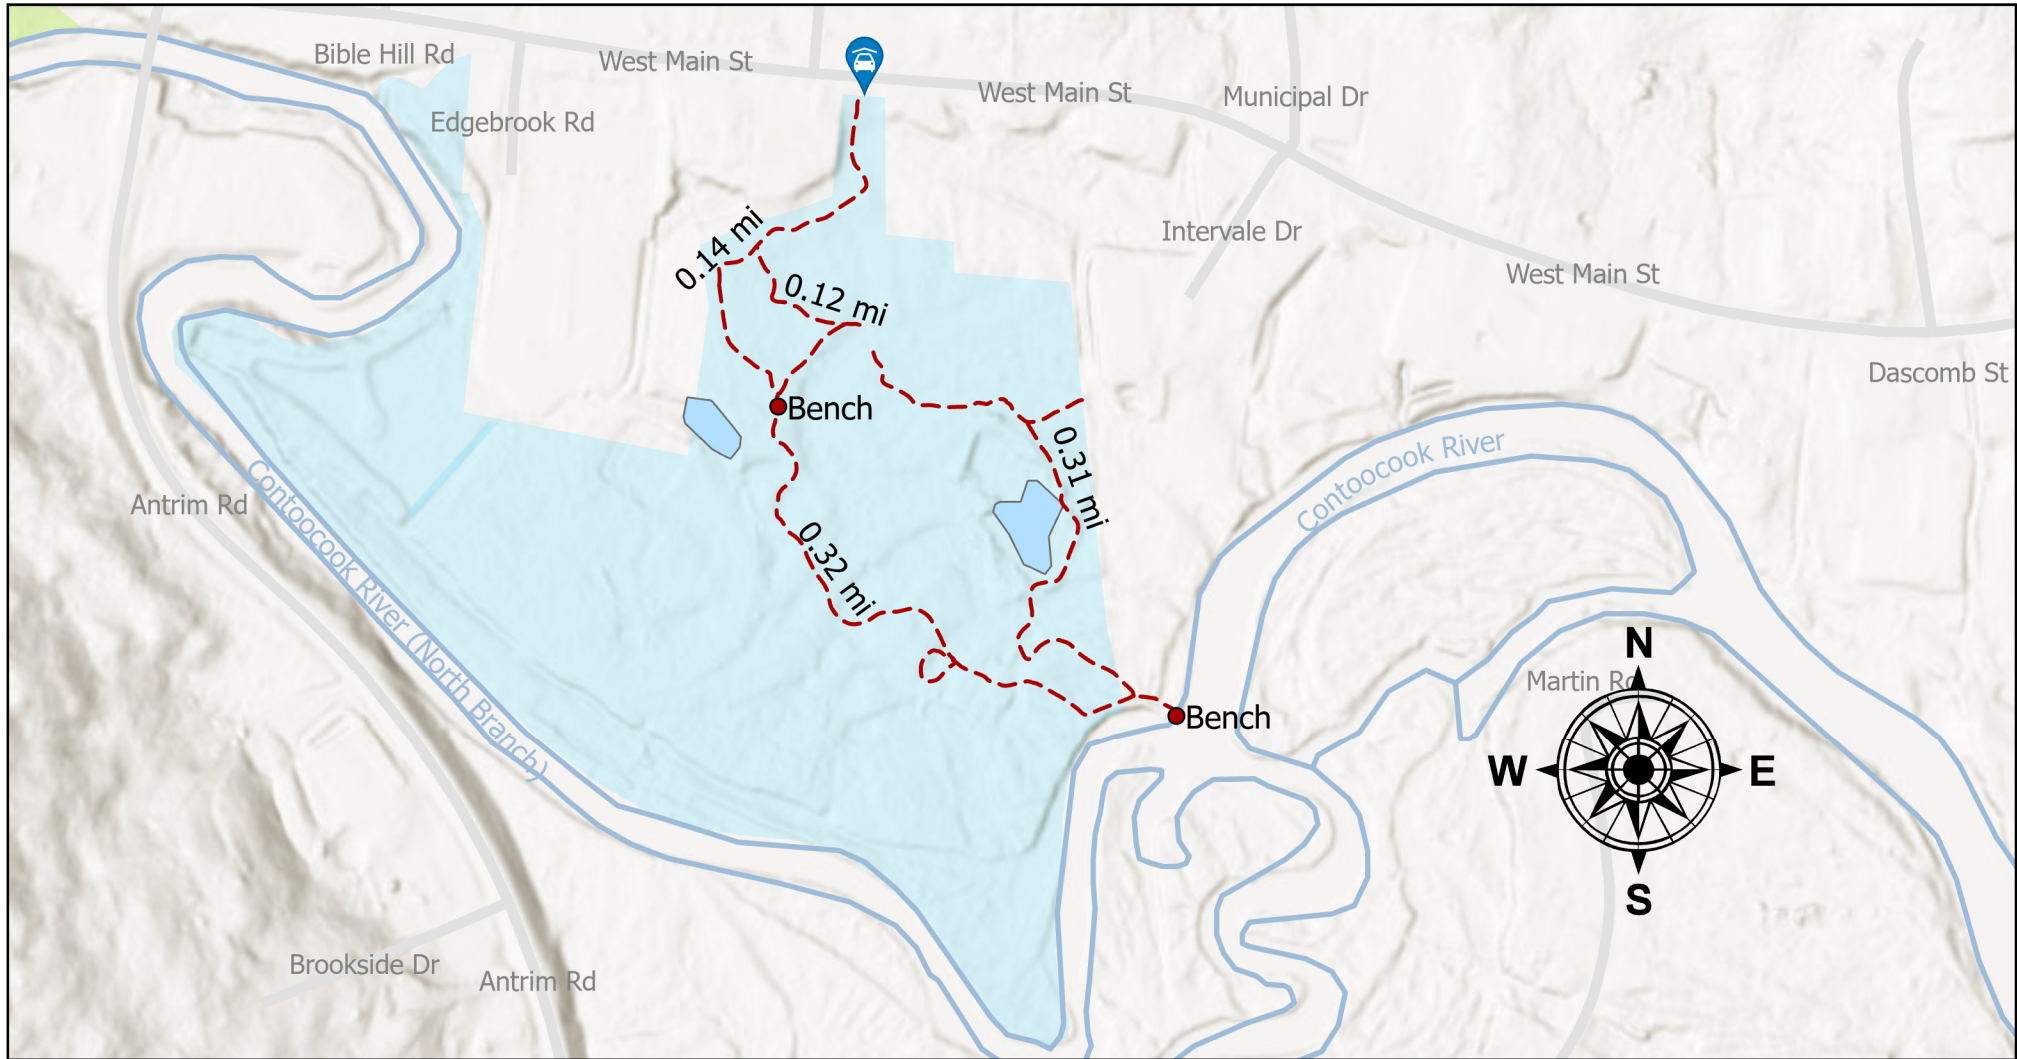 Bible Hill Rd
West Main St
West Main St
Municipal Dr
Edgebrook Rd
0.14 mi
Intervale Dr
West Main St
0.12 mi
Dascomb St
Bench
Contoocook River
0.31 mi
Antrim Rd
Contoocook River (North Branch)
0.32 mi
N
Martin Rd
Bench
W
E
S
Brookside Dr
Antrim Rd